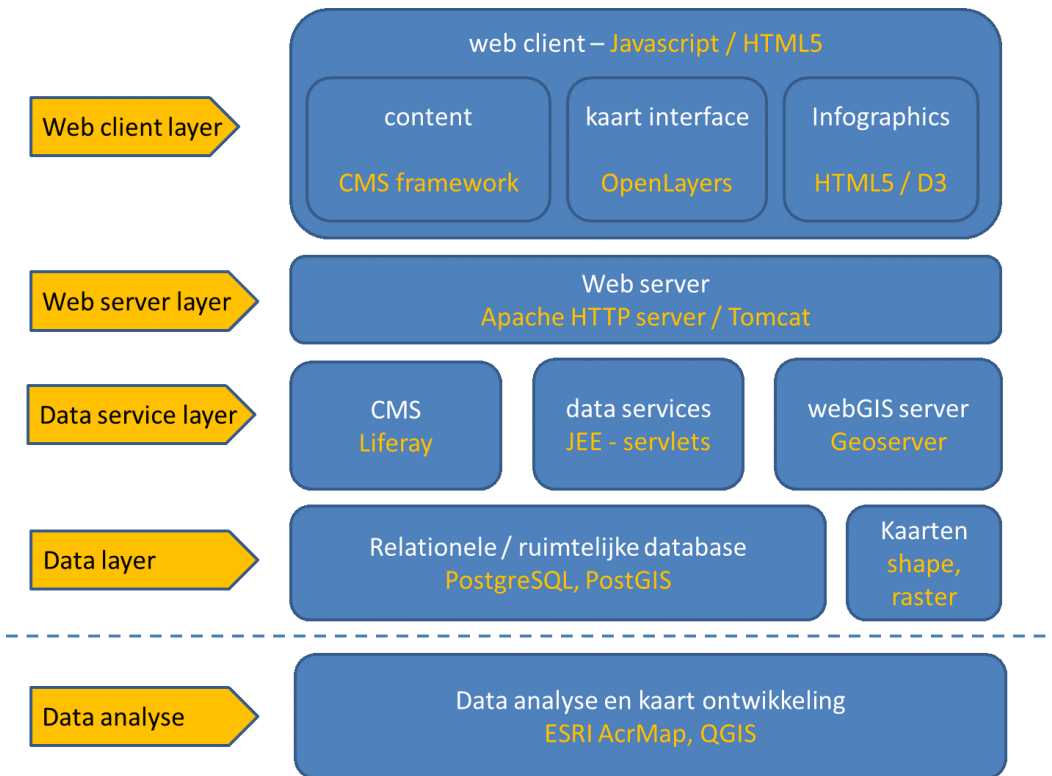 web client – Javascript / HTML5
Web client layer
content
CMS framework
kaart interface
OpenLayers
Infographics
HTML5 / D3
Web server layer
Web server
Apache HTTP server / Tomcat
Data service layer
CMS
Liferay
data services
JEE - servlets
webGIS server
Geoserver
Data layer
Relationele / ruimtelijke database
PostgreSQL, PostGIS
Kaarten
shape,
raster
Data analyse
Data analyse en kaart ontwikkeling
ESRI AcrMap, QGIS